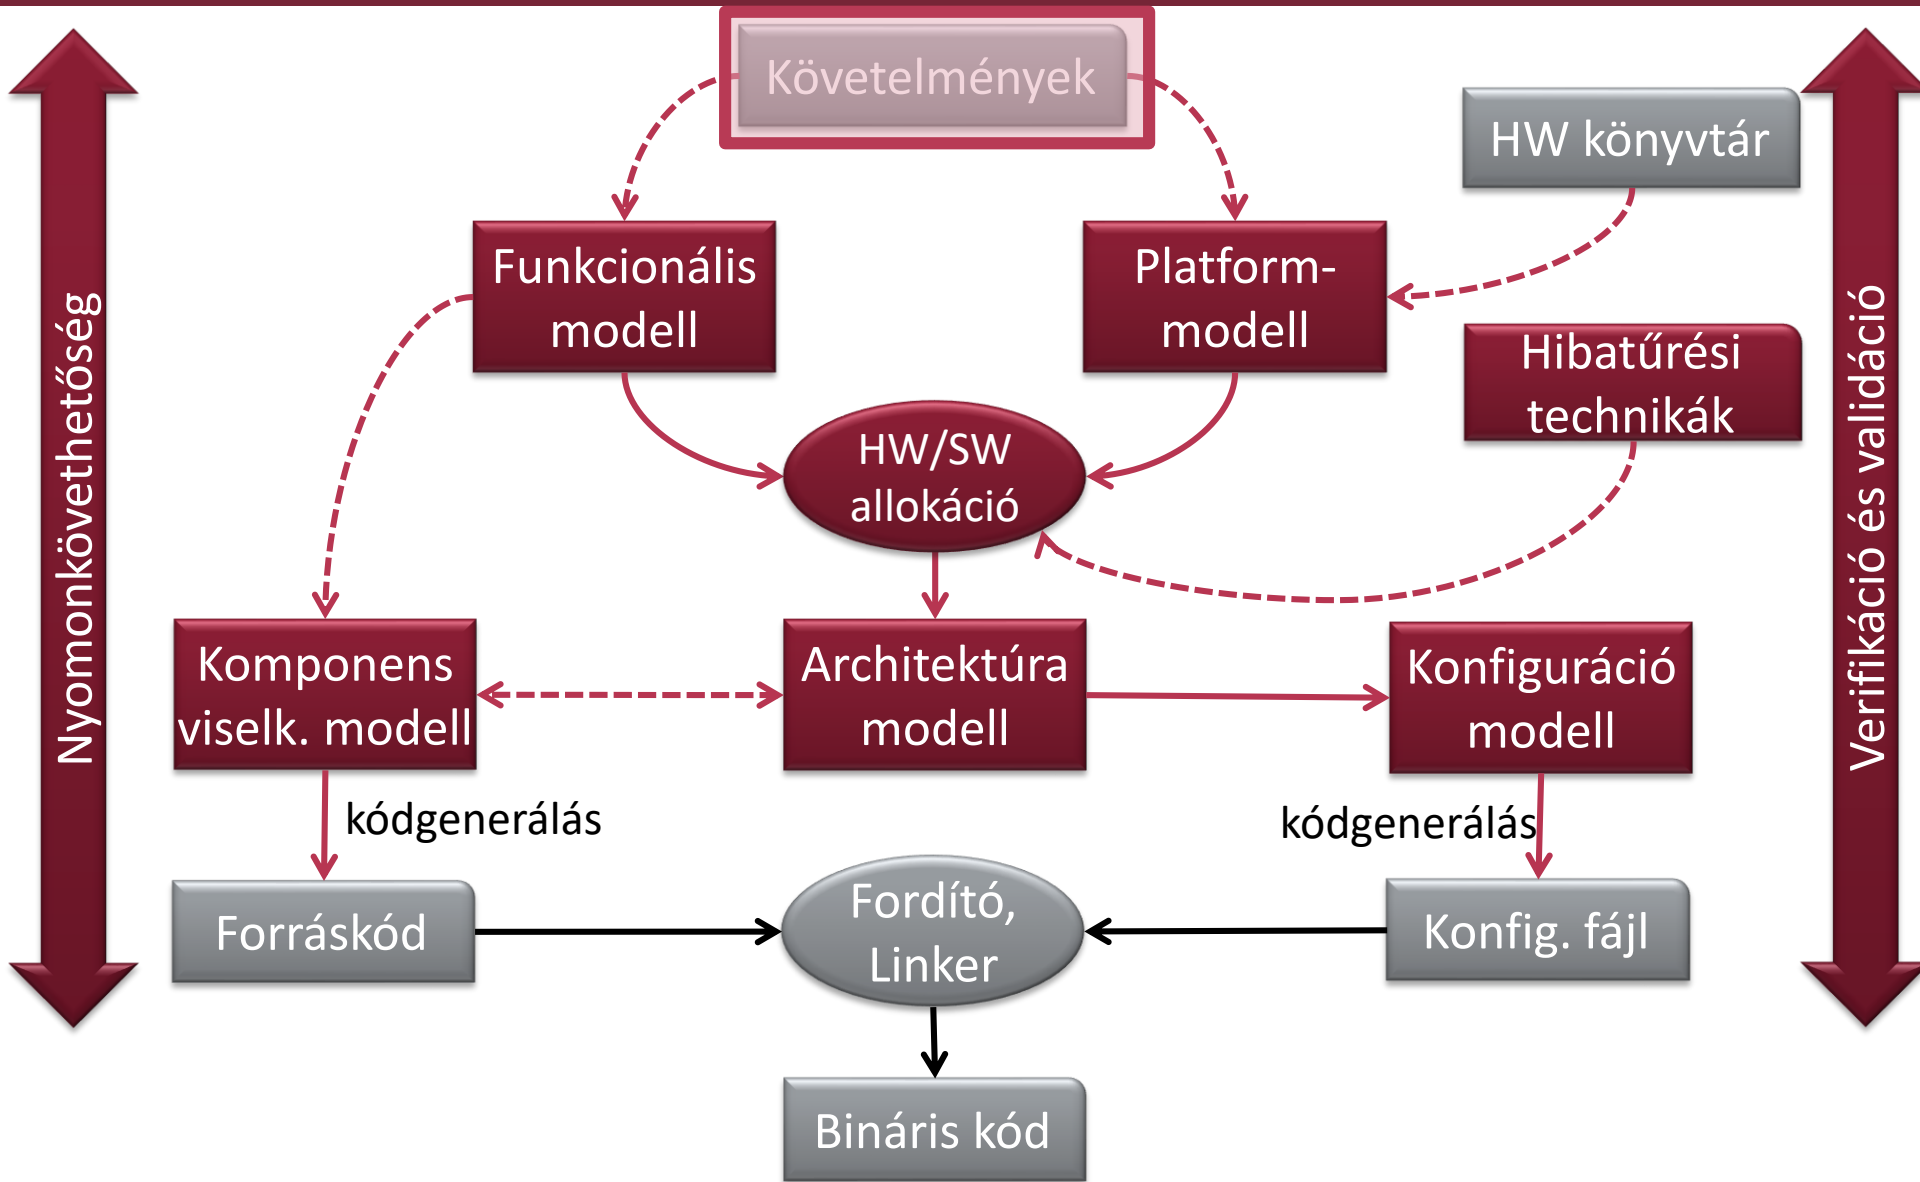 Követelmények
HW könyvtár
Funkcionális
modell
Platform-
modell
Hibatűrési
technikák
HW/SW
allokáció
Nyomonkövethetőség
Verifikáció és validáció
Komponens
viselk. modell
Architektúra
modell
Konfiguráció
modell
kódgenerálás
kódgenerálás
Forráskód
Fordító,
Linker
Konfig. fájl
Bináris kód